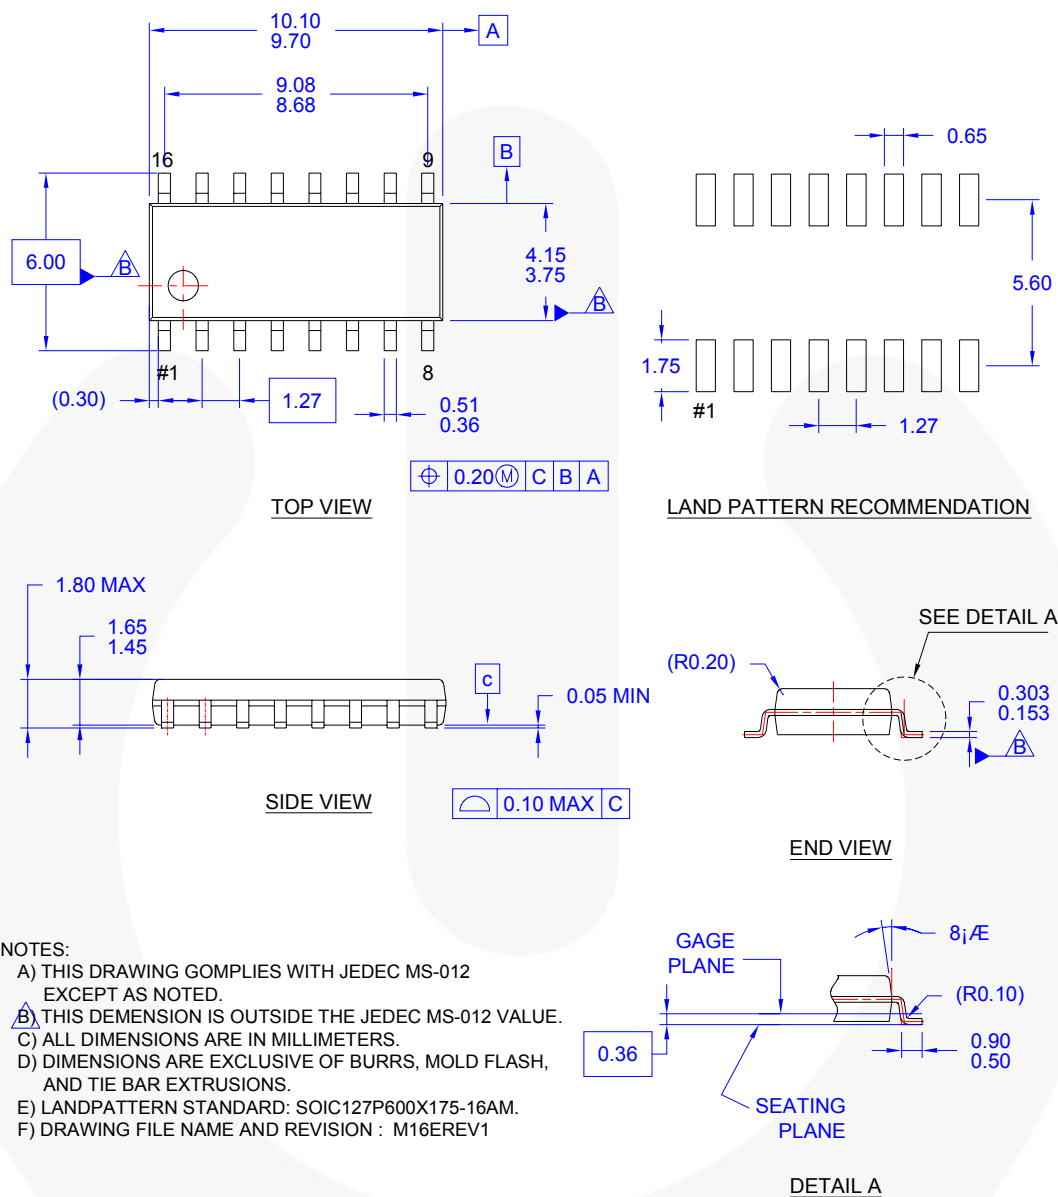 10.10
9.70
A
9.08
8.68
16
9
B
0.65
6.00
B
4.15
3.75
B
5.60
1.75
#1
8
#1
(0.30)
1.27
0.51
0.36
1.27
0.20Ⓜ C B A
TOP VIEW
LAND PATTERN RECOMMENDATION
1.80 MAX
1.65
1.45
c
0.05 MIN
SEE DETAIL A
(R0.20)
0.303
0.153
B
SIDE VIEW
0.10 MAX C
END VIEW
NOTES:
A) THIS DRAWING GOMPLIES WITH JEDEC MS-012
EXCEPT AS NOTED.
B) THIS DEMENSION IS OUTSIDE THE JEDEC MS-012 VALUE.
C) ALL DIMENSIONS ARE IN MILLIMETERS.
D) DIMENSIONS ARE EXCLUSIVE OF BURRS, MOLD FLASH,
AND TIE BAR EXTRUSIONS.
E) LANDPATTERN STANDARD: SOIC127P600X175-16AM.
F) DRAWING FILE NAME AND REVISION : M16EREV1
GAGE
PLANE
8¡Æ
(R0.10)
0.36
0.90
0.50
SEATING
PLANE
DETAIL A